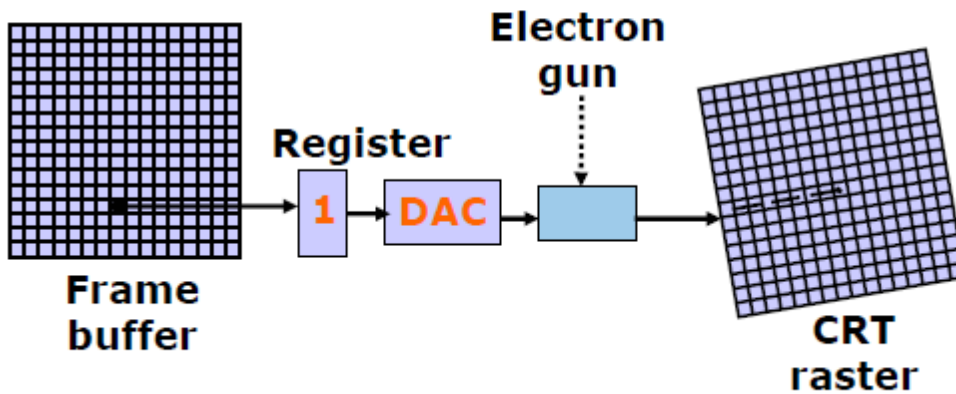 Electron
gun
Register
1
DAC
Frame
buffer
CRT
raster